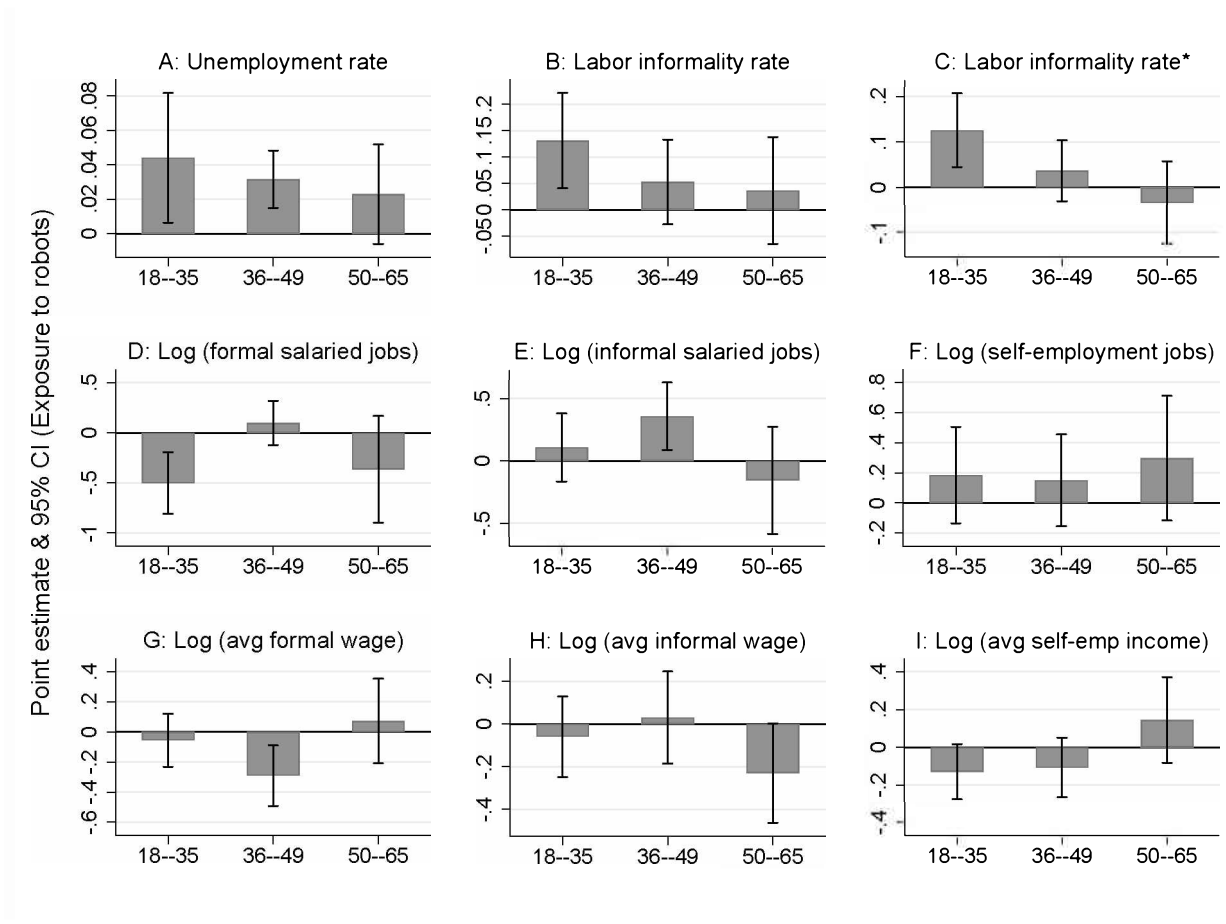 Point estimate & 95% CI (Exposure to robots)
A: Unemployment rate
.08
.06
.04
.02
0
18--35 36--49 50--65
B: Labor informality rate
.2
.15
.1
.05
0
-.05
18--35 36--49 50--65
C: Labor informality rate*
.2
.1
0
-.1
18--35 36--49 50--65
D: Log (formal salaried jobs)
.5
0
-.5
-1
18--35 36--49 50--65
E: Log (informal salaried jobs)
.5
0
-.5
18--35 36--49 50--65
F: Log (self-employment jobs)
.8
.6
.4
.2
0
-.2
18--35 36--49 50--65
G: Log (avg formal wage)
.4
.2
0
-.2
-.4
-.6
18--35 36--49 50--65
H: Log (avg informal wage)
.2
0
-.2
-.4
18--35 36--49 50--65
I: Log (avg self-emp income)
.4
.2
0
-.2
-.4
18--35 36--49 50--65